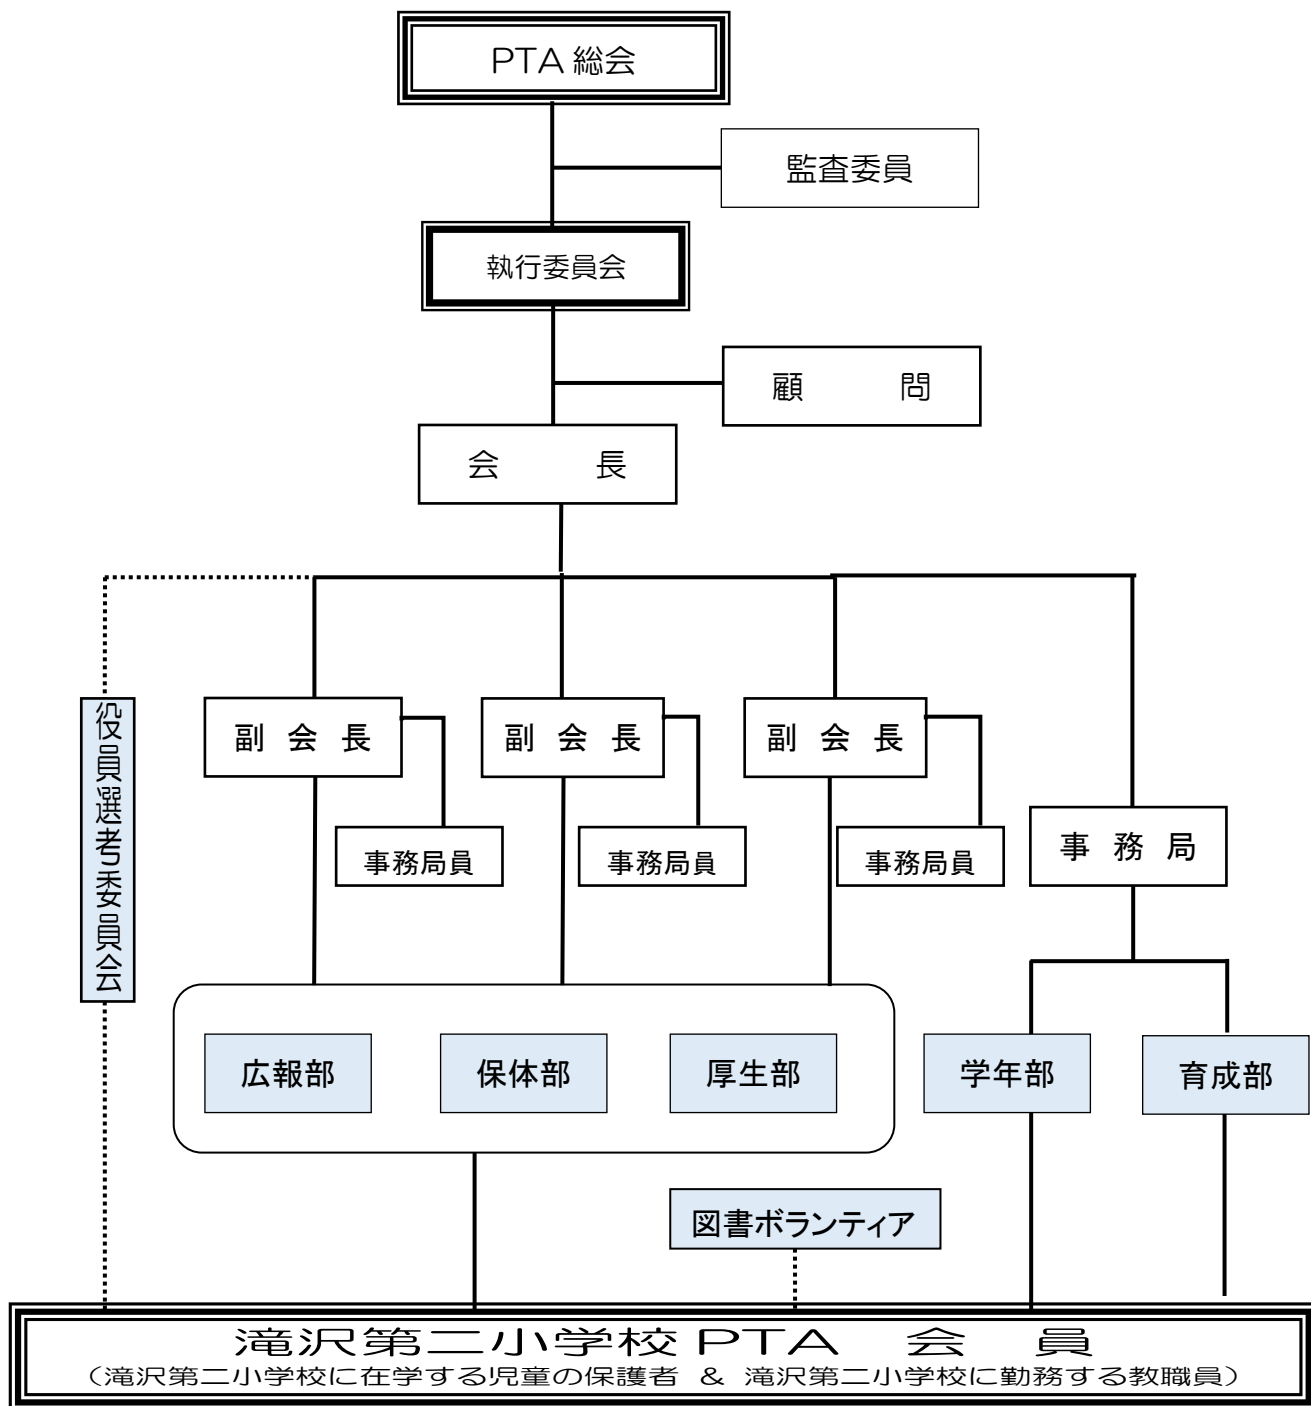 PTA 総会
監査委員
執行委員会
顧　　問
会　　長
役員選考委員会
副 会 長
副 会 長
副 会 長
事務局員
事務局員
事務局員
事 務 局
広報部
保体部
厚生部
学年部
育成部
図書ボランティア
滝沢第二小学校 PTA　会　員
（滝沢第二小学校に在学する児童の保護者 & 滝沢第二小学校に勤務する教職員）